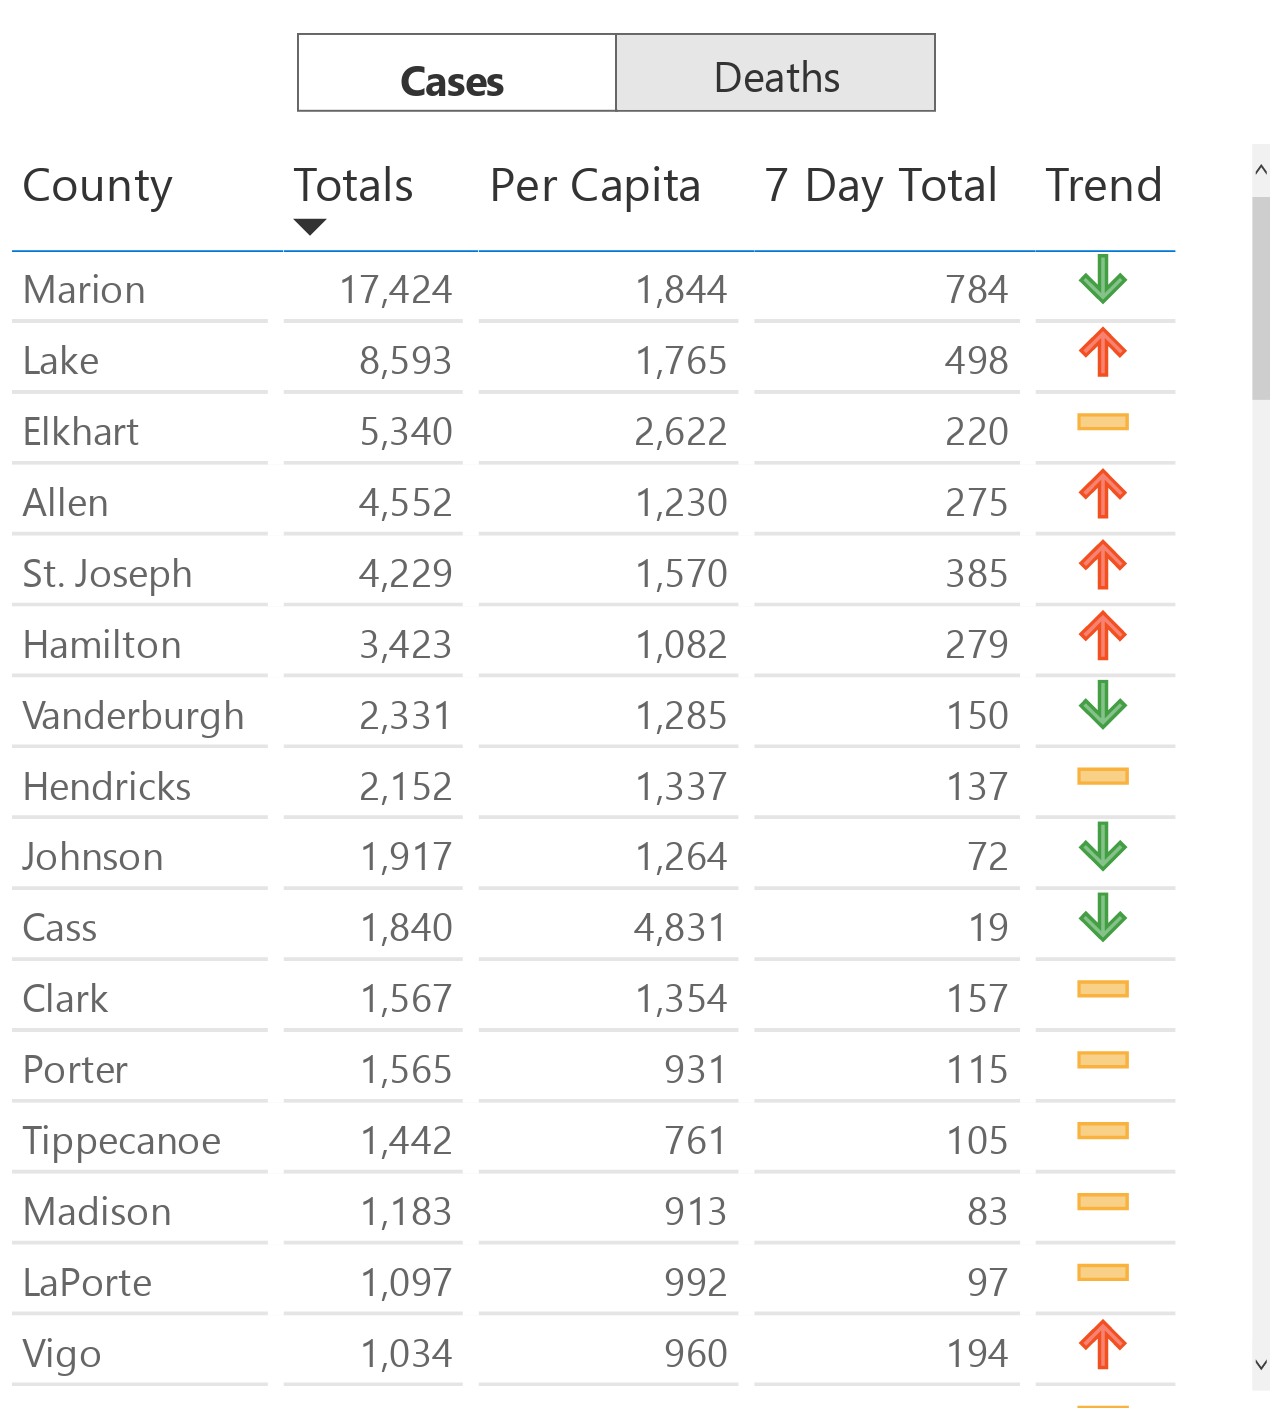 Cases Deaths
County Totals Per Capita 7 Day Total Trend
Marion 17,424 1,844 784
Lake 8,593 1,765 498
Elkhart 5,340 2,622 220
Allen 4,552 1,230 275
St. Joseph 4,229 1,570 385
Hamilton 3,423 1,082 279
Vanderburgh 2,331 1,285 150
Hendricks 2,152 1,337 137
Johnson 1,917 1,264 72
Cass 1,840 4,831 19
Clark 1,567 1,354 157
Porter 1,565 931 115
Tippecanoe 1,442 761 105
Madison 1,183 913 83
LaPorte 1,097 992 97
Vigo 1,034 960 194